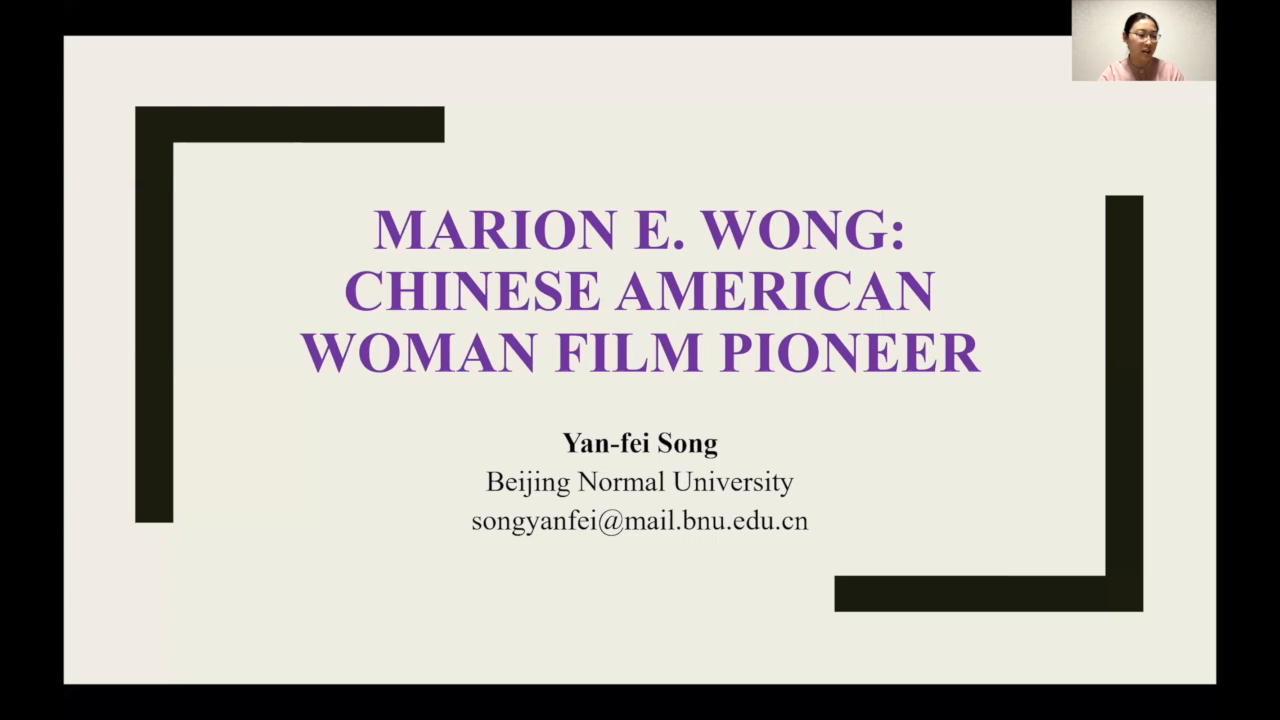 MARION E. WONG:
CHINESE AMERICAN
WOMAN FILM PIONEER
Yan-fei Song
Beijing Normal University
songyanfei@mail.bnu.edu.cn